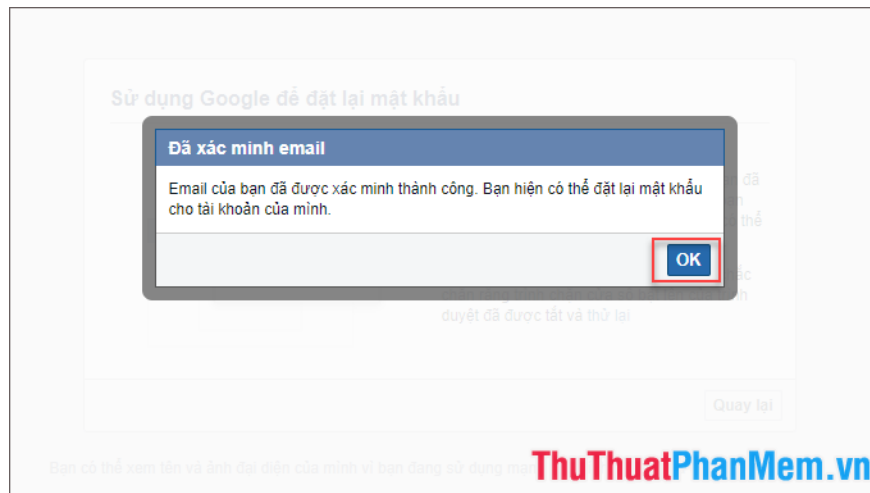 Sử dụng Google để đặt lại mật khẩu
Đã xác minh email
Email của bạn đã được xác minh thành công. Bạn hiện có thể đặt lại mật khẩu
cho tài khoản của mình.
đã
thể
OK
duyệt đã được tắt và thử lại
Quay lại
Bạn có thể xem tên và ảnh đại diện của mình vì bạn đang sử dụng
ThuThuatPhanMem.vn